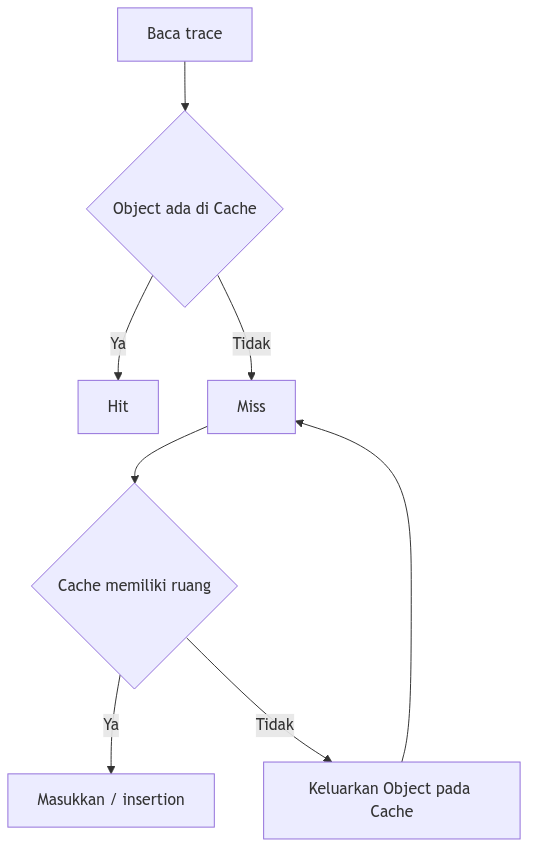 Baca trace
Object ada di Cache
Ya
Tidak
Hit
Miss
Cache memiliki ruang
Ya
Tidak
Masukkan / insertion
Keluarkan Object pada
Cache